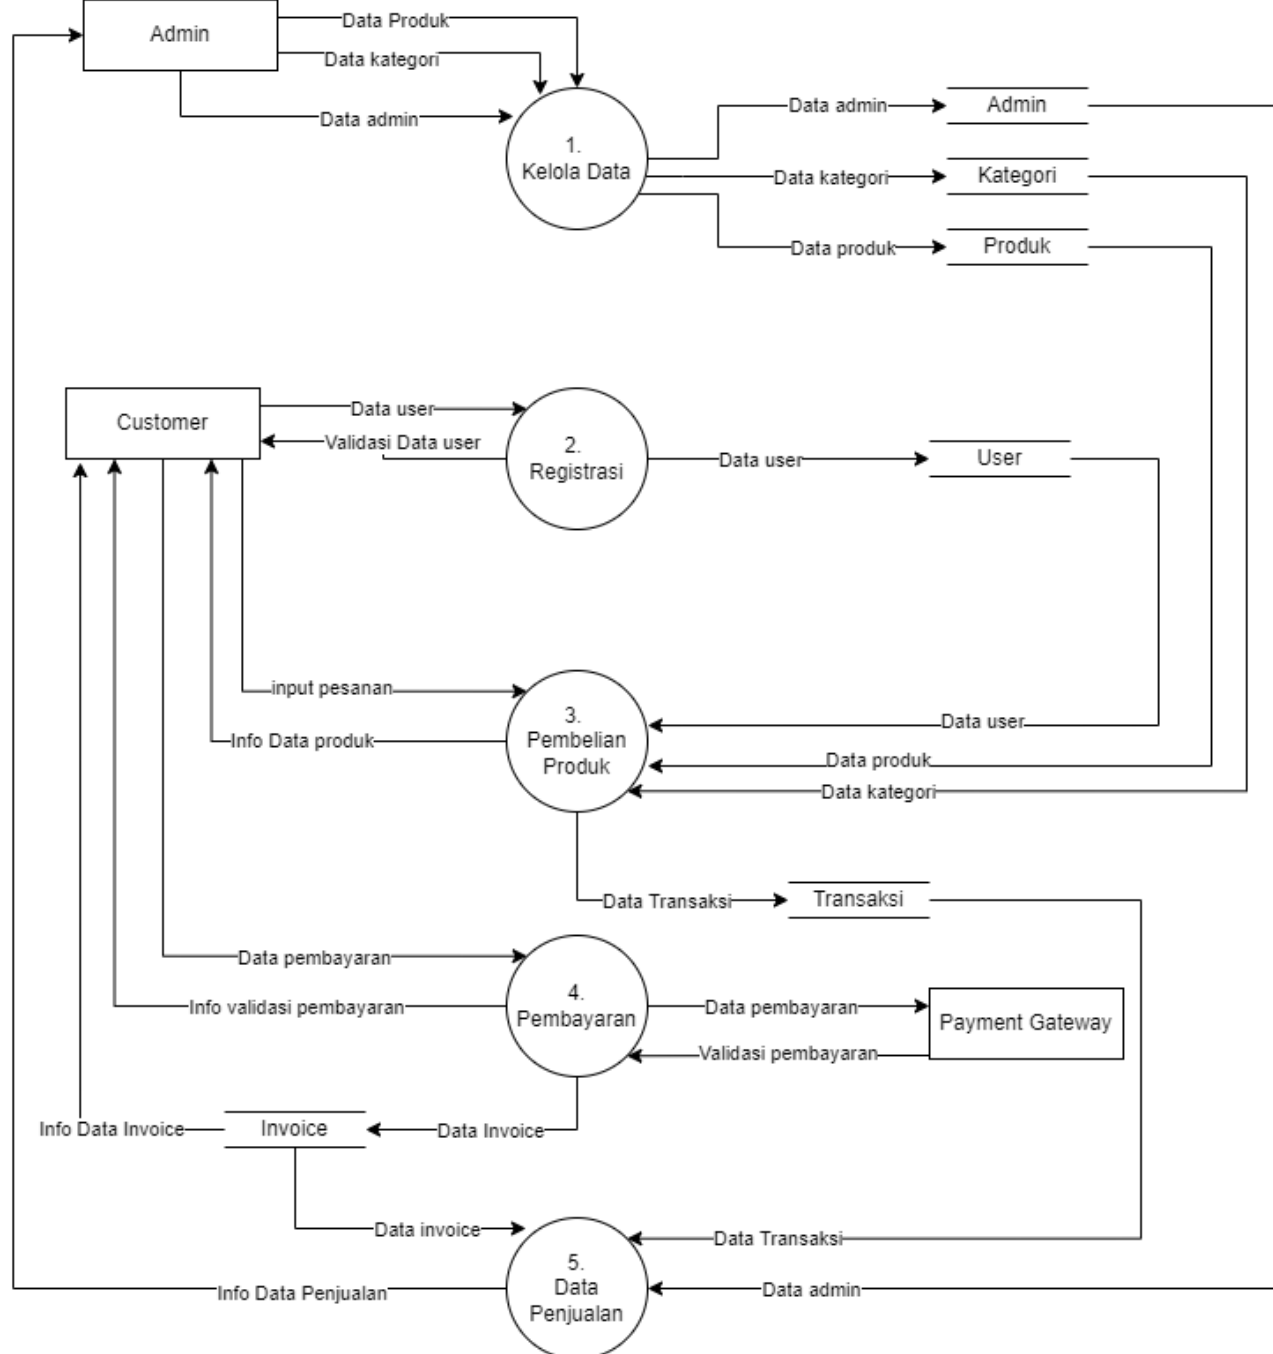 Data Produk
Admin
Data kategori
Data admin
Data admin
Admin
1.
Kelola Data
Data kategori
Kategori
Data produk
Produk
Customer
Data user
Validasi Data user
2.
Registrasi
Data user
User
input pesanan
Info Data produk
3.
Pembelian
Produk
Data user
Data produk
Data kategori
Data Transaksi
Transaksi
Data pembayaran
Info validasi pembayaran
4.
Pembayaran
Data pembayaran
Payment Gateway
Validasi pembayaran
Info Data Invoice
Invoice
Data Invoice
Data invoice
Data Transaksi
5.
Data
Penjualan
Info Data Penjualan
Data admin